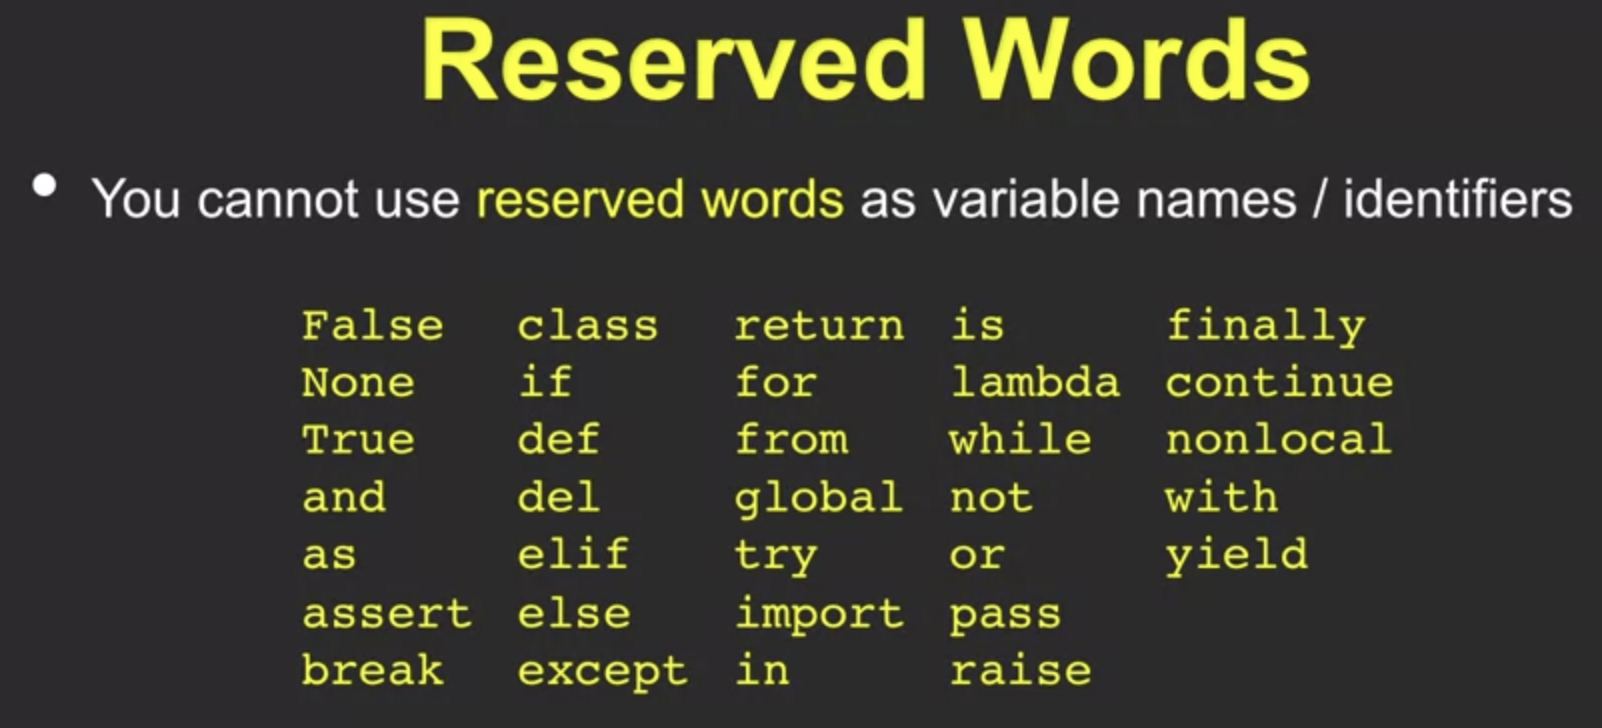 Reserved Words
• You cannot use reserved words as variable names / identifiers
False class return is finally
None if for lambda continue
True def from while nonlocal
and del global not with
as elif try or yield
assert else import pass
break except in raise